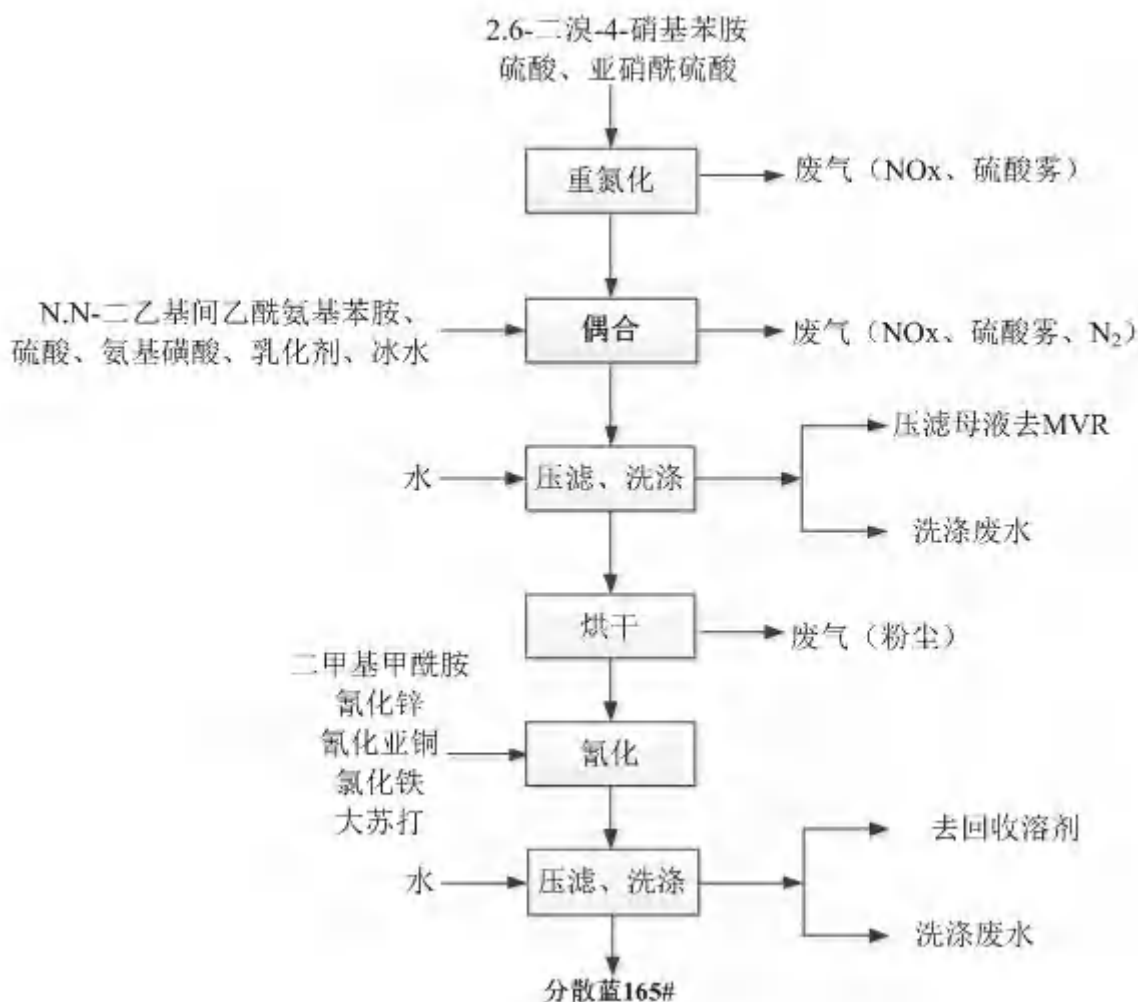 2.6-二溴-4-硝基苯胺
硫酸、亚硝酰硫酸
重氮化
废气（NOx、硫酸雾）
N.N-二乙基间乙酰氨基苯胺、
硫酸、氨基磺酸、乳化剂、冰水
偶合
废气（NOx、硫酸雾、N₂）
压滤母液去MVR
水
压滤、洗涤
洗涤废水
烘干
废气（粉尘）
二甲基甲酰胺
氰化锌
氰化亚铜
氯化铁
大苏打
氰化
去回收溶剂
水
压滤、洗涤
洗涤废水
分散蓝165#